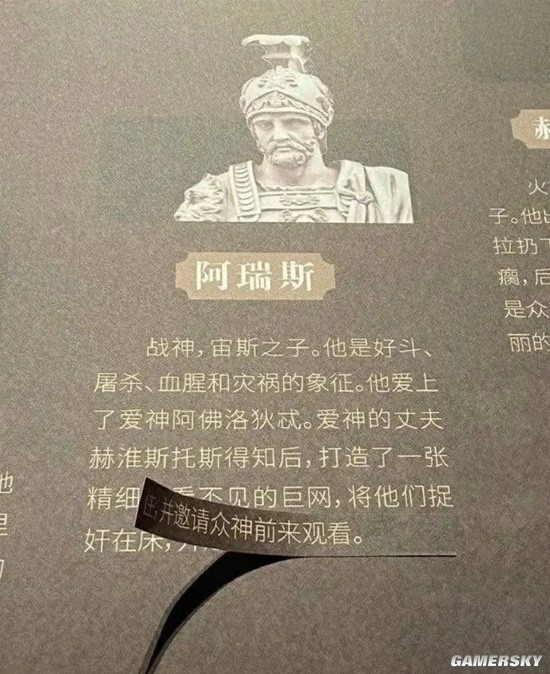 阿瑞斯
战神，宙斯之子。他是好斗、
屠杀、血腥和灾祸的象征。他爱上
了爱神阿佛洛狄忒。爱神的丈夫
赫淮斯托斯得知后，打造了一张
精细 看不见的巨网，将他们捉
奸在床，
并邀请众神前来观看。
赫
火
子。他
拉扔下
瘸，后
是众
丽的
他
里
GAMERSKY